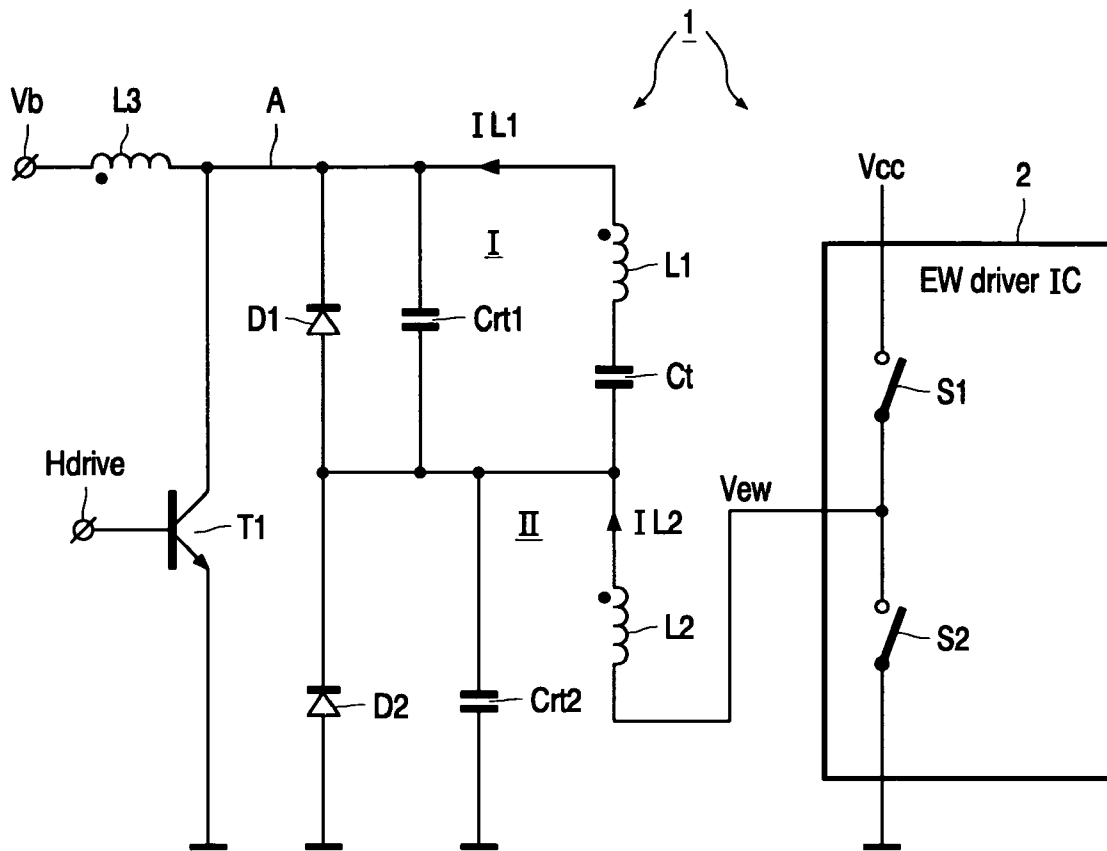 1
Vb
L3
A
I L1
Vcc
2
I
L1
EW driver IC
D1
Crt1
Ct
S1
Hdrive
Vew
T1
II
I L2
L2
S2
D2
Crt2